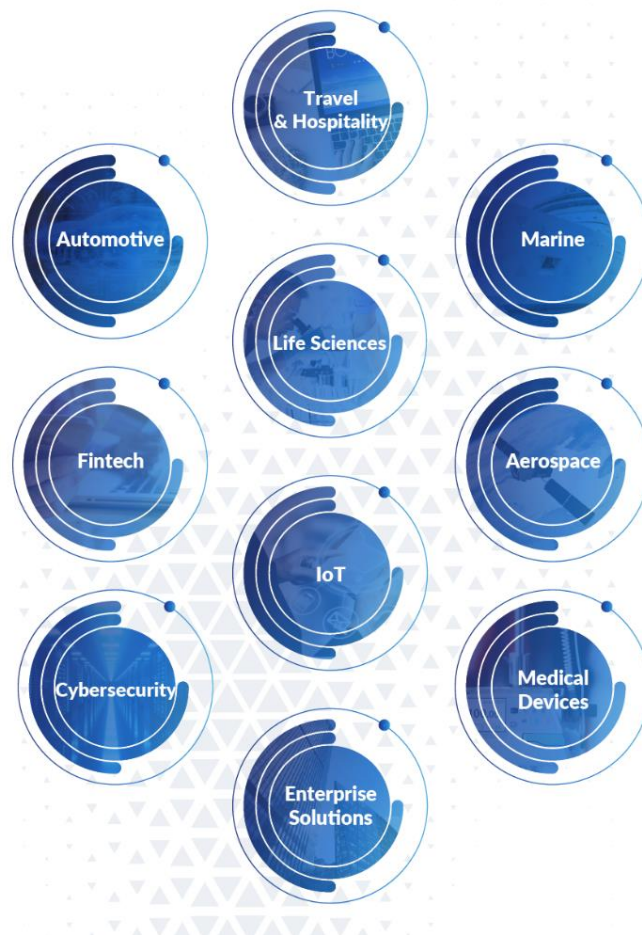 Travel
& Hospitality
Automotive
Marine
Life Sciences
Fintech
Aerospace
IoT
Cybersecurity
Medical
Devices
Enterprise
Solutions